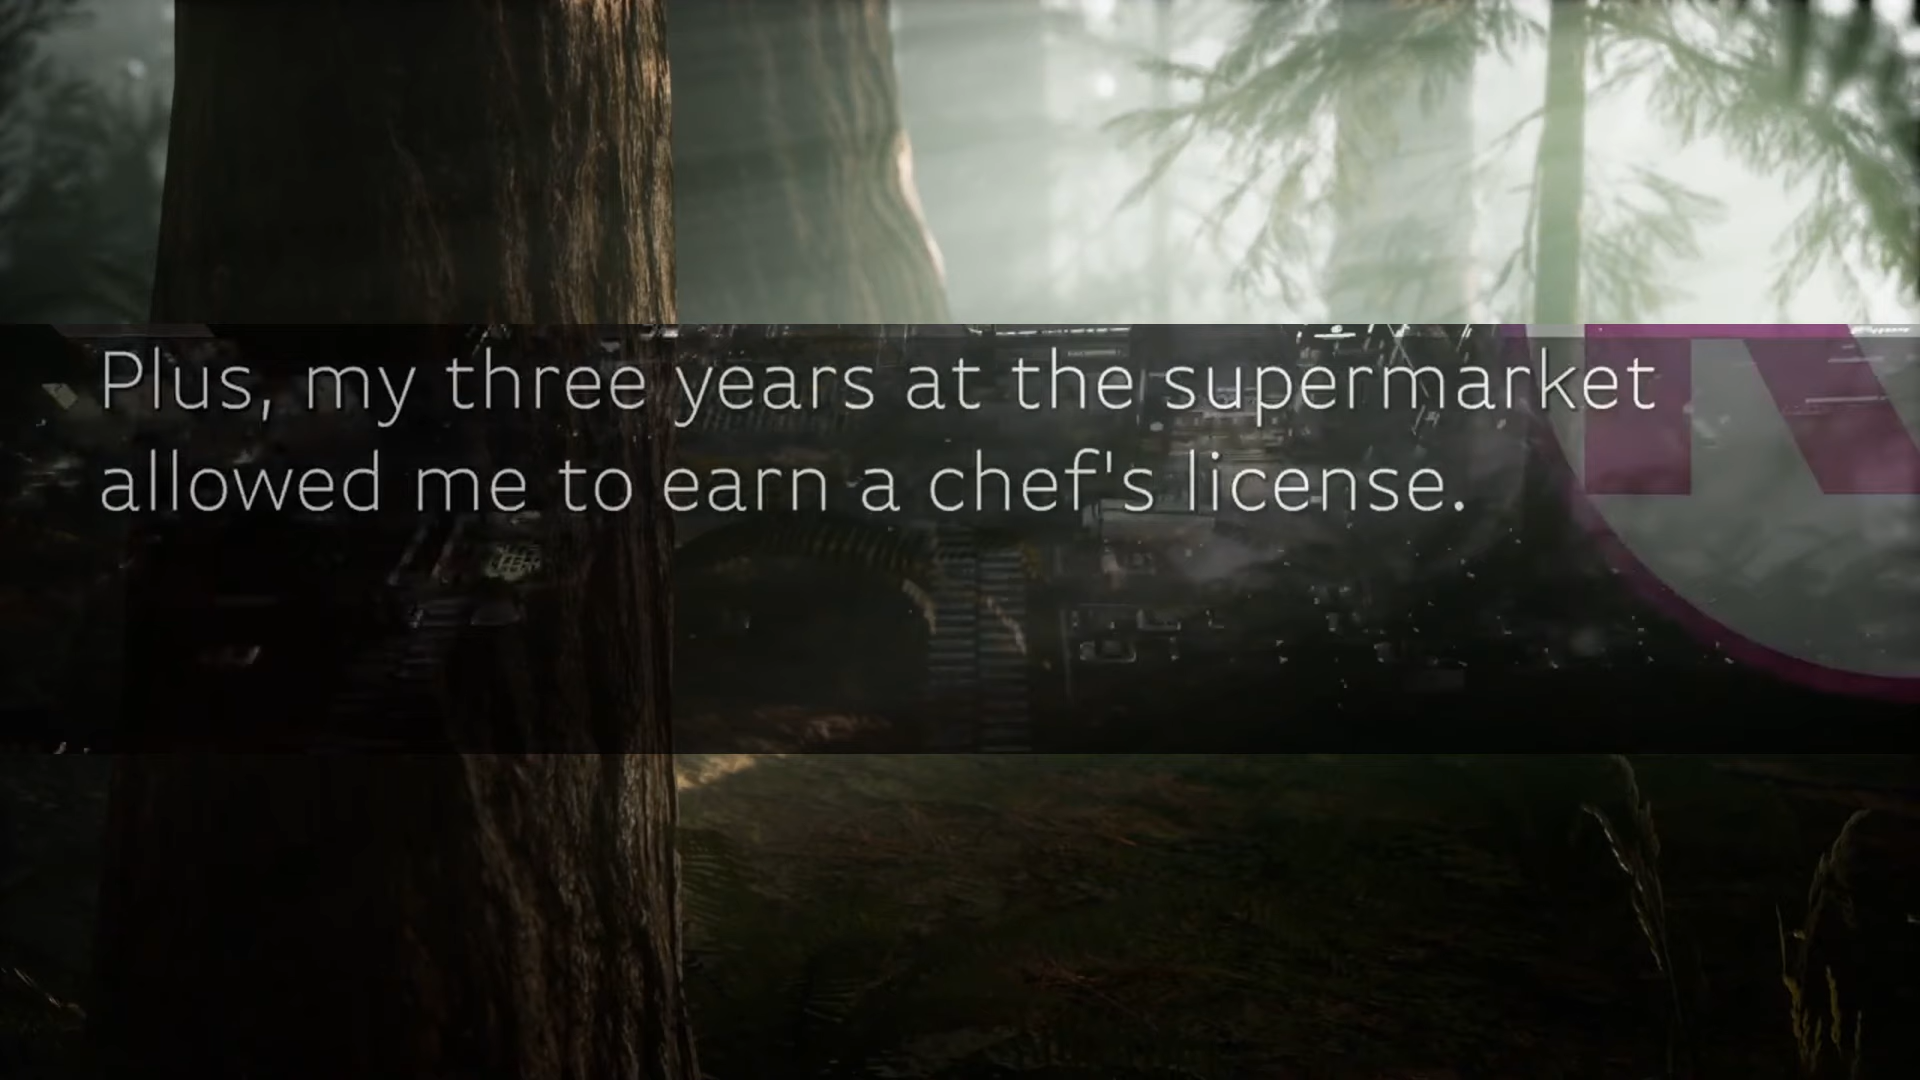 Plus, my three years at the supermarket
allowed me to earn a chef's license.